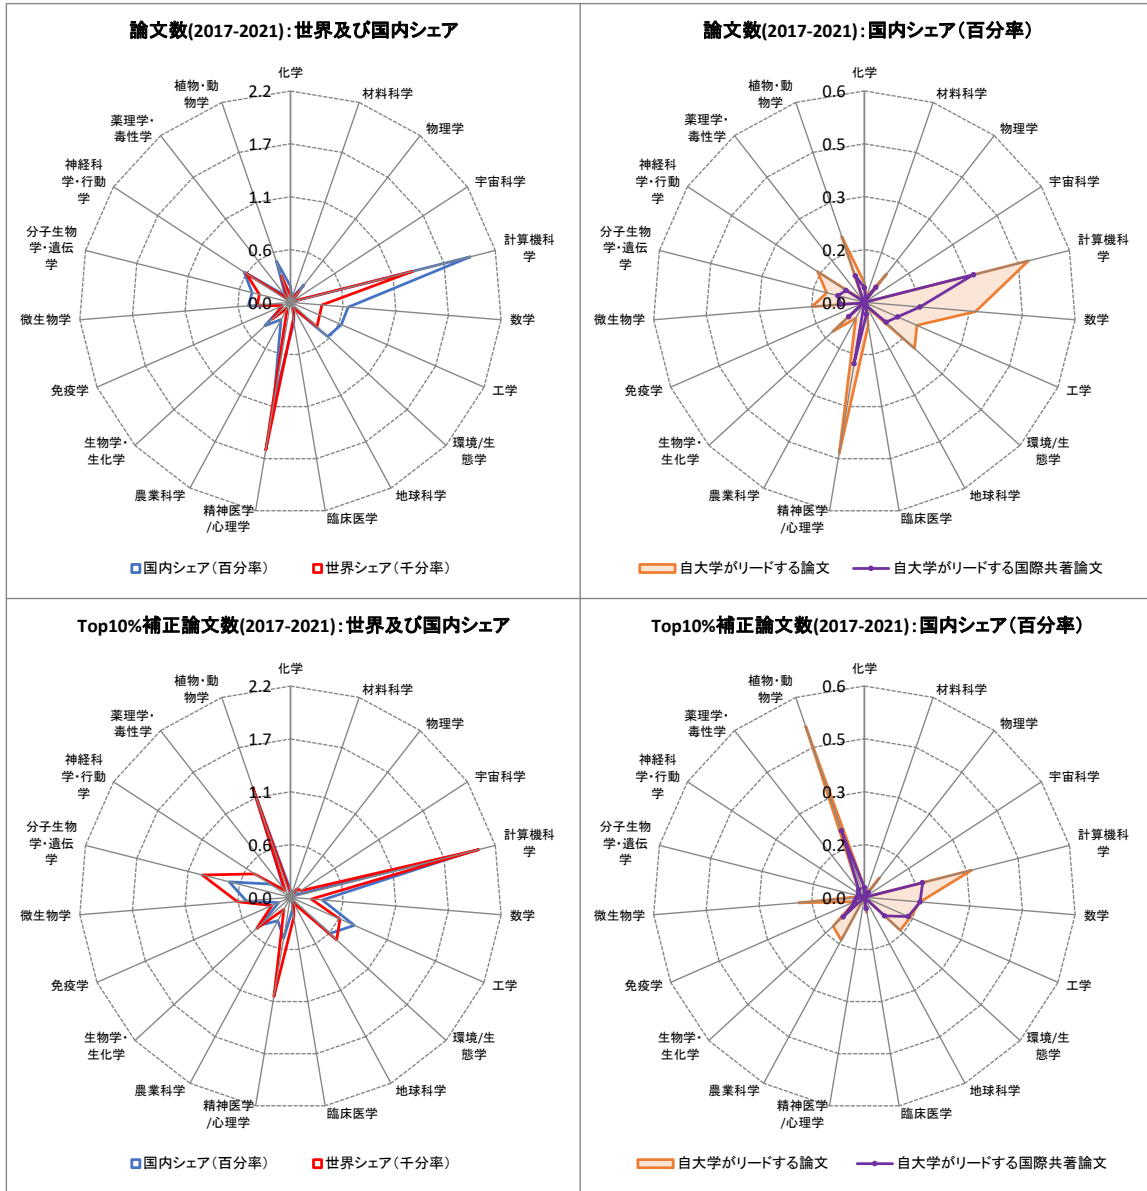 論文数(2017-2021)：世界及び国内シェア
化学
材料科学
物理学
宇宙科学
計算機科
学
数学
工学
環境/生
態学
地球科学
臨床医学
精神医学
/心理学
農業科学
生物学・
生化学
免疫学
微生物学
分子生物
学・遺伝
学
神経科
学・行動
学
薬理学・
毒性学
植物・動
物学
2.2
1.7
1.1
0.6
0.0
国内シェア（百分率）
世界シェア（千分率）
論文数(2017-2021)：国内シェア（百分率）
化学
材料科学
物理学
宇宙科学
計算機科
学
数学
工学
環境/生
態学
地球科学
臨床医学
精神医学
/心理学
農業科学
生物学・
生化学
免疫学
微生物学
分子生物
学・遺伝
学
神経科
学・行動
学
薬理学・
毒性学
植物・動
物学
0.6
0.5
0.3
0.2
0.0
自大学がリードする論文
自大学がリードする国際共著論文
Top10%補正論文数(2017-2021)：世界及び国内シェア
化学
材料科学
物理学
宇宙科学
計算機科
学
数学
工学
環境/生
態学
地球科学
臨床医学
精神医学
/心理学
農業科学
生物学・
生化学
免疫学
微生物学
分子生物
学・遺伝
学
神経科
学・行動
学
薬理学・
毒性学
植物・動
物学
2.2
1.7
1.1
0.6
0.0
国内シェア（百分率）
世界シェア（千分率）
Top10%補正論文数(2017-2021)：国内シェア（百分率）
化学
材料科学
物理学
宇宙科学
計算機科
学
数学
工学
環境/生
態学
地球科学
臨床医学
精神医学
/心理学
農業科学
生物学・
生化学
免疫学
微生物学
分子生物
学・遺伝
学
神経科
学・行動
学
薬理学・
毒性学
植物・動
物学
0.6
0.5
0.3
0.2
0.0
自大学がリードする論文
自大学がリードする国際共著論文